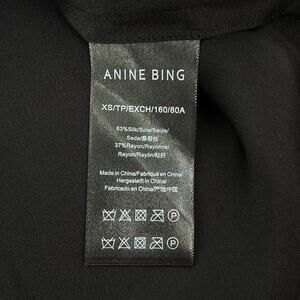 ANINE BING
XS/TP/EXCH/160/80A
63%Silk/Soie/Seide/
Seda/桑蚕丝
37%Rayon/Rayonne/
Rayon/Rayón/粘纤
Made in China/Fabriqué en China/
Hergestellt in China/
Fabricado en China/产地中国